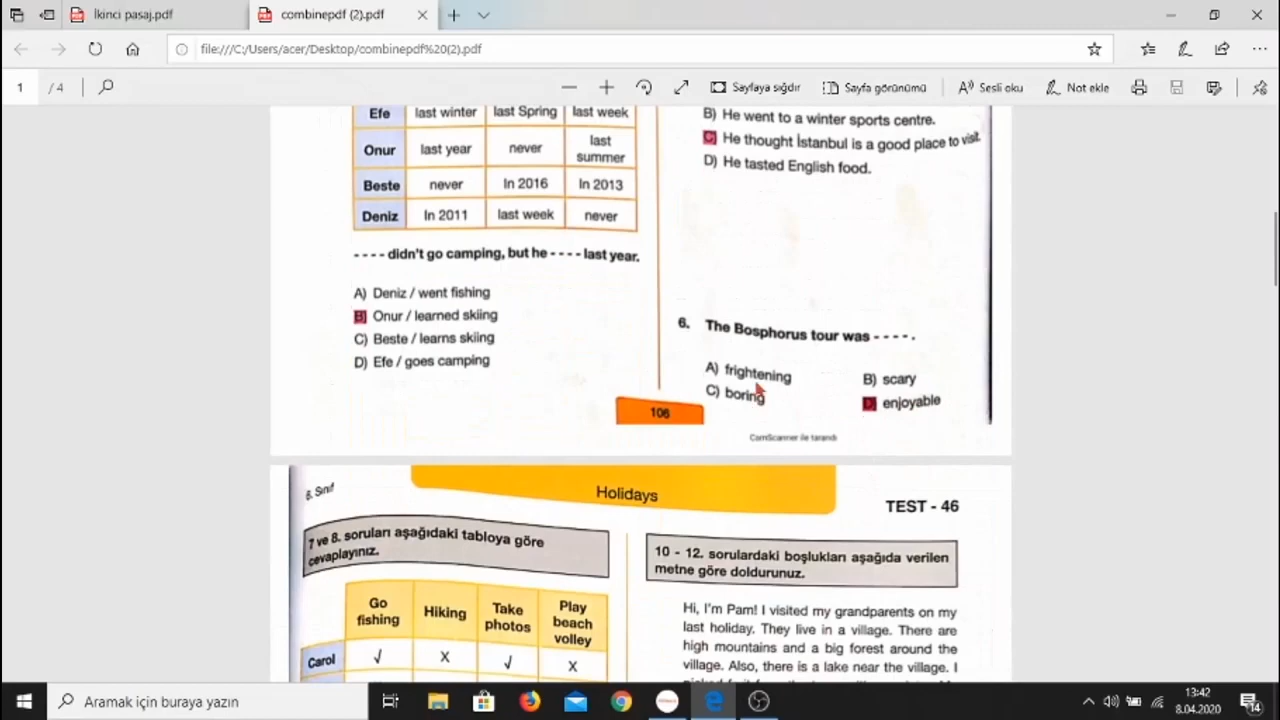 İkinci pasaj.pdf
combinepdf (2).pdf
file:///C:/Users/acer/Desktop/combinepdf%20(2).pdf
1 / 4
Sayfaya sığdır
Sayfa görünümü
Sesli oku
Not ekle
Efe last winter last Spring last week
Onur last year never last summer
Beste never In 2016 In 2013
Deniz In 2011 last week never
---- didn't go camping, but he ---- last year.
A) Deniz / went fishing
B) Onur / learned skiing
C) Beste / learns skiing
D) Efe / goes camping
B) He went to a winter sports centre.
C) He thought İstanbul is a good place to visit.
D) He tasted English food.
6. The Bosphorus tour was ----.
A) frightening
B) scary
C) boring
D) enjoyable
106
CamScanner ile tarandı
6. Sınıf
Holidays
TEST - 46
7 ve 8. soruları aşağıdaki tabloya göre
cevaplayınız.
Go fishing Hiking Take photos Play beach volley
Carol √ X √ X
10 - 12. sorulardaki boşlukları aşağıda verilen
metne göre doldurunuz.
Hi, I'm Pam! I visited my grandparents on my
last holiday. They live in a village. There are
high mountains and a big forest around the
village. Also, there is a lake near the village. I
Aramak için buraya yazın
13:42
8.04.2020
14